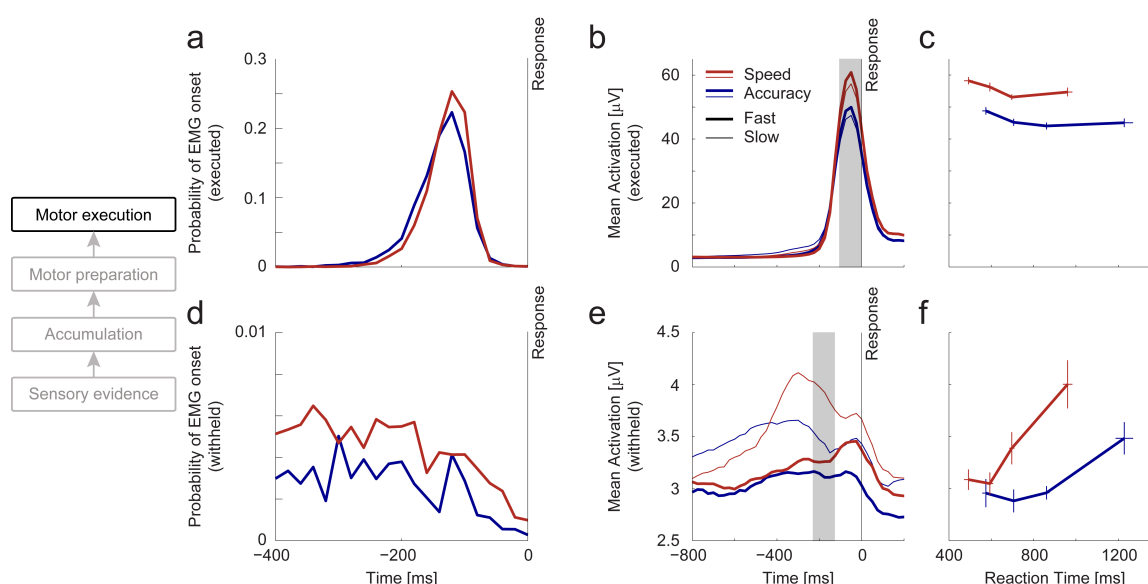 a
b
c
Response
Response
0.3
0.2
0.1
0
Probability of EMG onset
(executed)
60
40
20
0
Mean Activation [µV]
(executed)
Speed
Accuracy
Fast
Slow
Motor execution
Motor preparation
Accumulation
Sensory evidence
d
e
f
Response
Response
0.01
0
Probability of EMG onset
(withheld)
−400
−200
0
Time [ms]
4.5
4
3.5
3
2.5
Mean Activation [µV]
(withheld)
−800
−400
0
Time [ms]
400
800
1200
Reaction Time [ms]